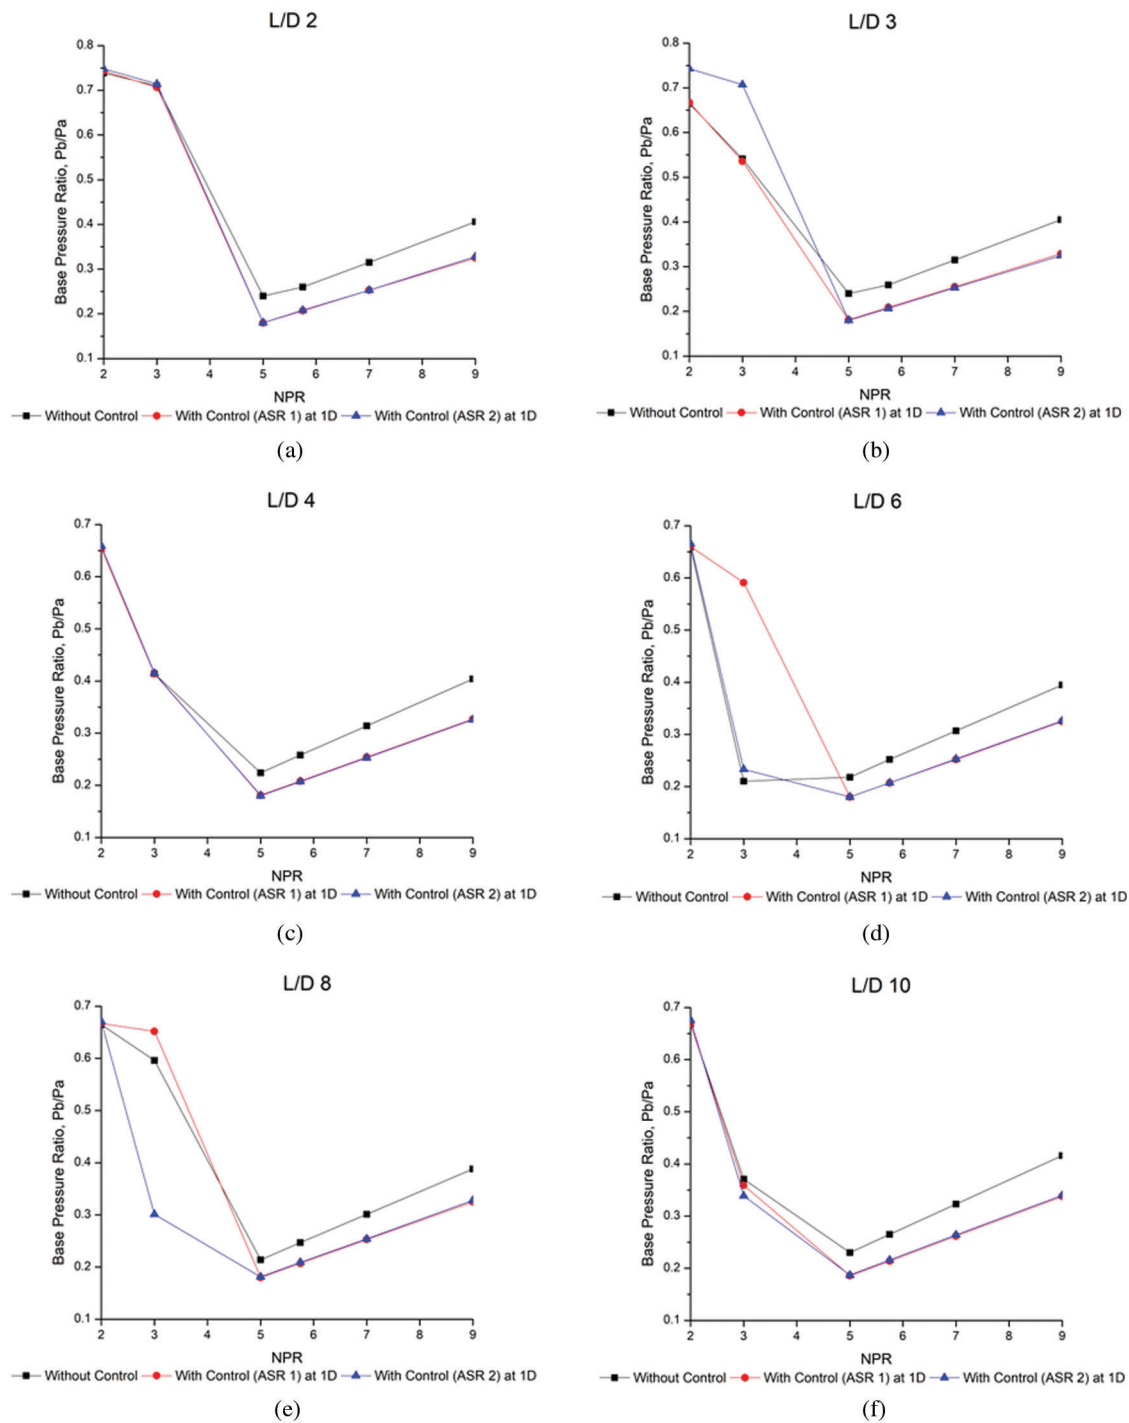 L/D 2
Base Pressure Ratio, Pb/Pa
0.8
0.7
0.6
0.5
0.4
0.3
0.2
0.1
2 3 4 5 6 7 8 9
NPR
Without Control With Control (ASR 1) at 1D With Control (ASR 2) at 1D
(a)
L/D 3
Base Pressure Ratio, Pb/Pa
0.8
0.7
0.6
0.5
0.4
0.3
0.2
0.1
2 3 4 5 6 7 8 9
NPR
Without Control With Control (ASR 1) at 1D With Control (ASR 2) at 1D
(b)
L/D 4
Base Pressure Ratio, Pb/Pa
0.7
0.6
0.5
0.4
0.3
0.2
0.1
2 3 4 5 6 7 8 9
NPR
Without Control With Control (ASR 1) at 1D With Control (ASR 2) at 1D
(c)
L/D 6
Base Pressure Ratio, Pb/Pa
0.7
0.6
0.5
0.4
0.3
0.2
0.1
2 3 4 5 6 7 8 9
NPR
Without Control With Control (ASR 1) at 1D With Control (ASR 2) at 1D
(d)
L/D 8
Base Pressure Ratio, Pb/Pa
0.7
0.6
0.5
0.4
0.3
0.2
0.1
2 3 4 5 6 7 8 9
NPR
Without Control With Control (ASR 1) at 1D With Control (ASR 2) at 1D
(e)
L/D 10
Base Pressure Ratio, Pb/Pa
0.7
0.6
0.5
0.4
0.3
0.2
0.1
2 3 4 5 6 7 8 9
NPR
Without Control With Control (ASR 1) at 1D With Control (ASR 2) at 1D
(f)